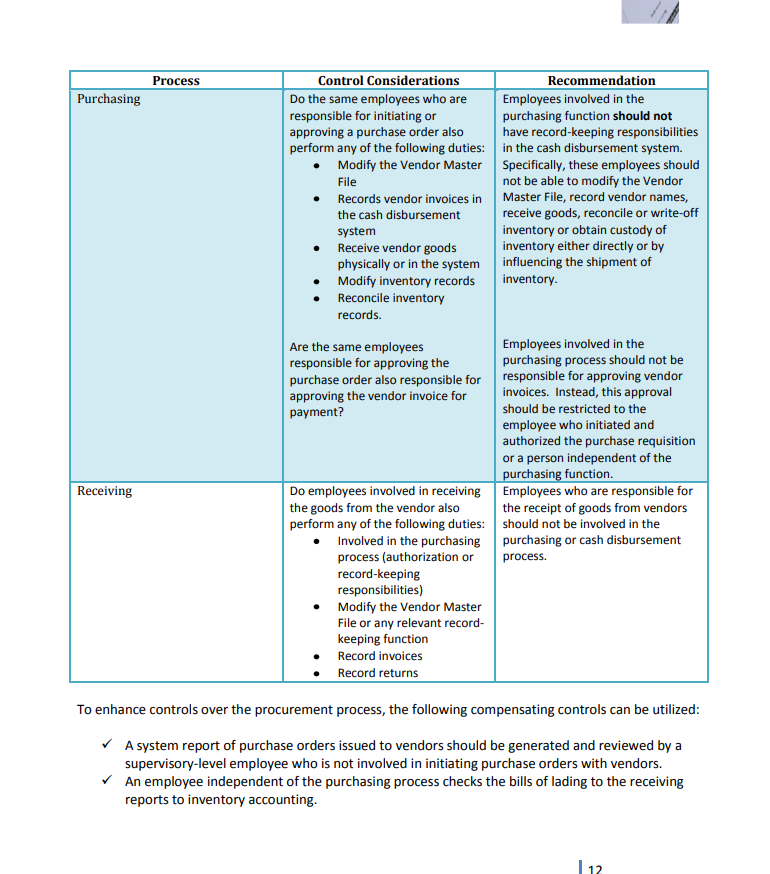 Process
Control Considerations
Recommendation
Purchasing
Do the same employees who are
responsible for initiating or
approving a purchase order also
perform any of the following duties:
• Modify the Vendor Master
File
• Records vendor invoices in
the cash disbursement
system
• Receive vendor goods
physically or in the system
• Modify inventory records
• Reconcile inventory
records.
Are the same employees
responsible for approving the
purchase order also responsible for
approving the vendor invoice for
payment?
Employees involved in the
purchasing function should not
have record-keeping responsibilities
in the cash disbursement system.
Specifically, these employees should
not be able to modify the Vendor
Master File, record vendor names,
receive goods, reconcile or write-off
inventory or obtain custody of
inventory either directly or by
influencing the shipment of
inventory.
Employees involved in the
purchasing process should not be
responsible for approving vendor
invoices. Instead, this approval
should be restricted to the
employee who initiated and
authorized the purchase requisition
or a person independent of the
purchasing function.
Receiving
Do employees involved in receiving
the goods from the vendor also
perform any of the following duties:
• Involved in the purchasing
process (authorization or
record-keeping
responsibilities)
• Modify the Vendor Master
File or any relevant record-
keeping function
• Record invoices
• Record returns
Employees who are responsible for
the receipt of goods from vendors
should not be involved in the
purchasing or cash disbursement
process.
To enhance controls over the procurement process, the following compensating controls can be utilized:
✓ A system report of purchase orders issued to vendors should be generated and reviewed by a
supervisory-level employee who is not involved in initiating purchase orders with vendors.
✓ An employee independent of the purchasing process checks the bills of lading to the receiving
reports to inventory accounting.
12